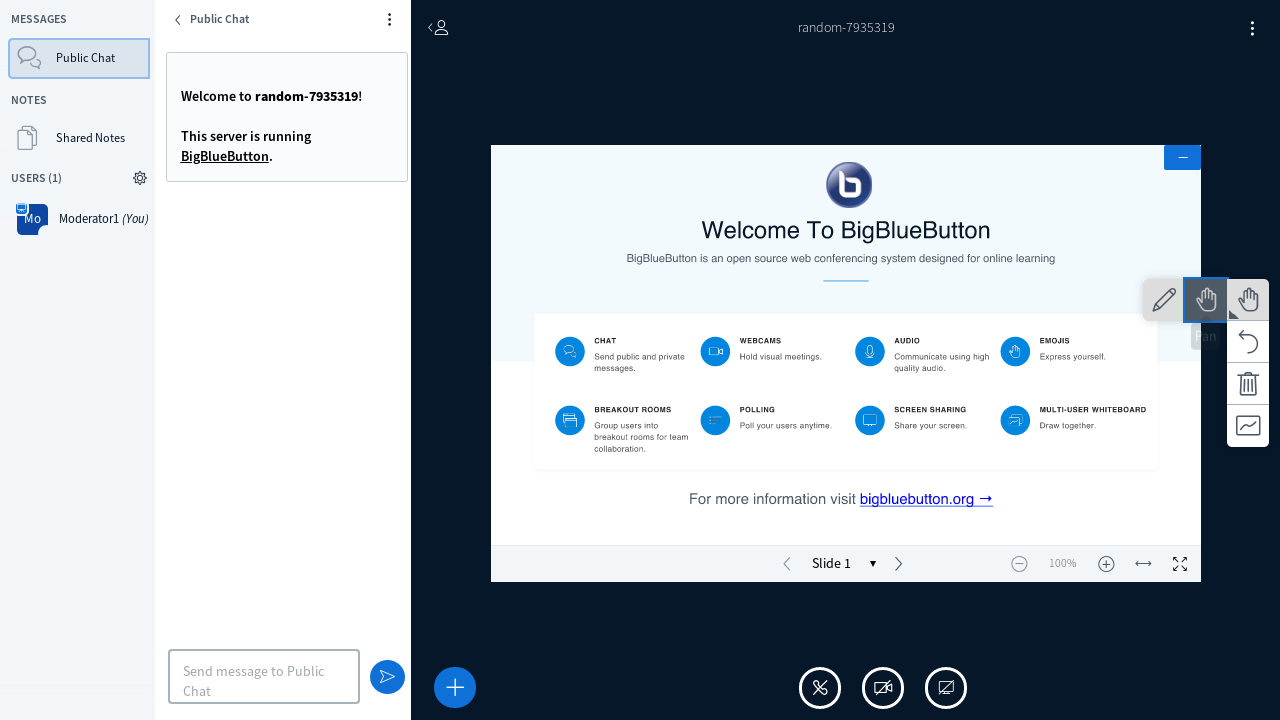 MESSAGES
Public Chat
NOTES
Shared Notes
USERS (1)
Mo
Moderator1 (You)
Public Chat
Welcome to random-7935319!
This server is running
BigBlueButton.
Send message to Public
Chat
random-7935319
Welcome To BigBlueButton
BigBlueButton is an open source web conferencing system designed for online learning
CHAT
Send public and private
messages.
WEBCAMS
Hold visual meetings.
AUDIO
Communicate using high
quality audio.
EMOJIS
Express yourself.
BREAKOUT ROOMS
Group users into
breakout rooms for team
collaboration.
POLLING
Poll your users anytime.
SCREEN SHARING
Share your screen.
MULTI-USER WHITEBOARD
Draw together.
For more information visit bigbluebutton.org →
Slide 1
100%
Pan